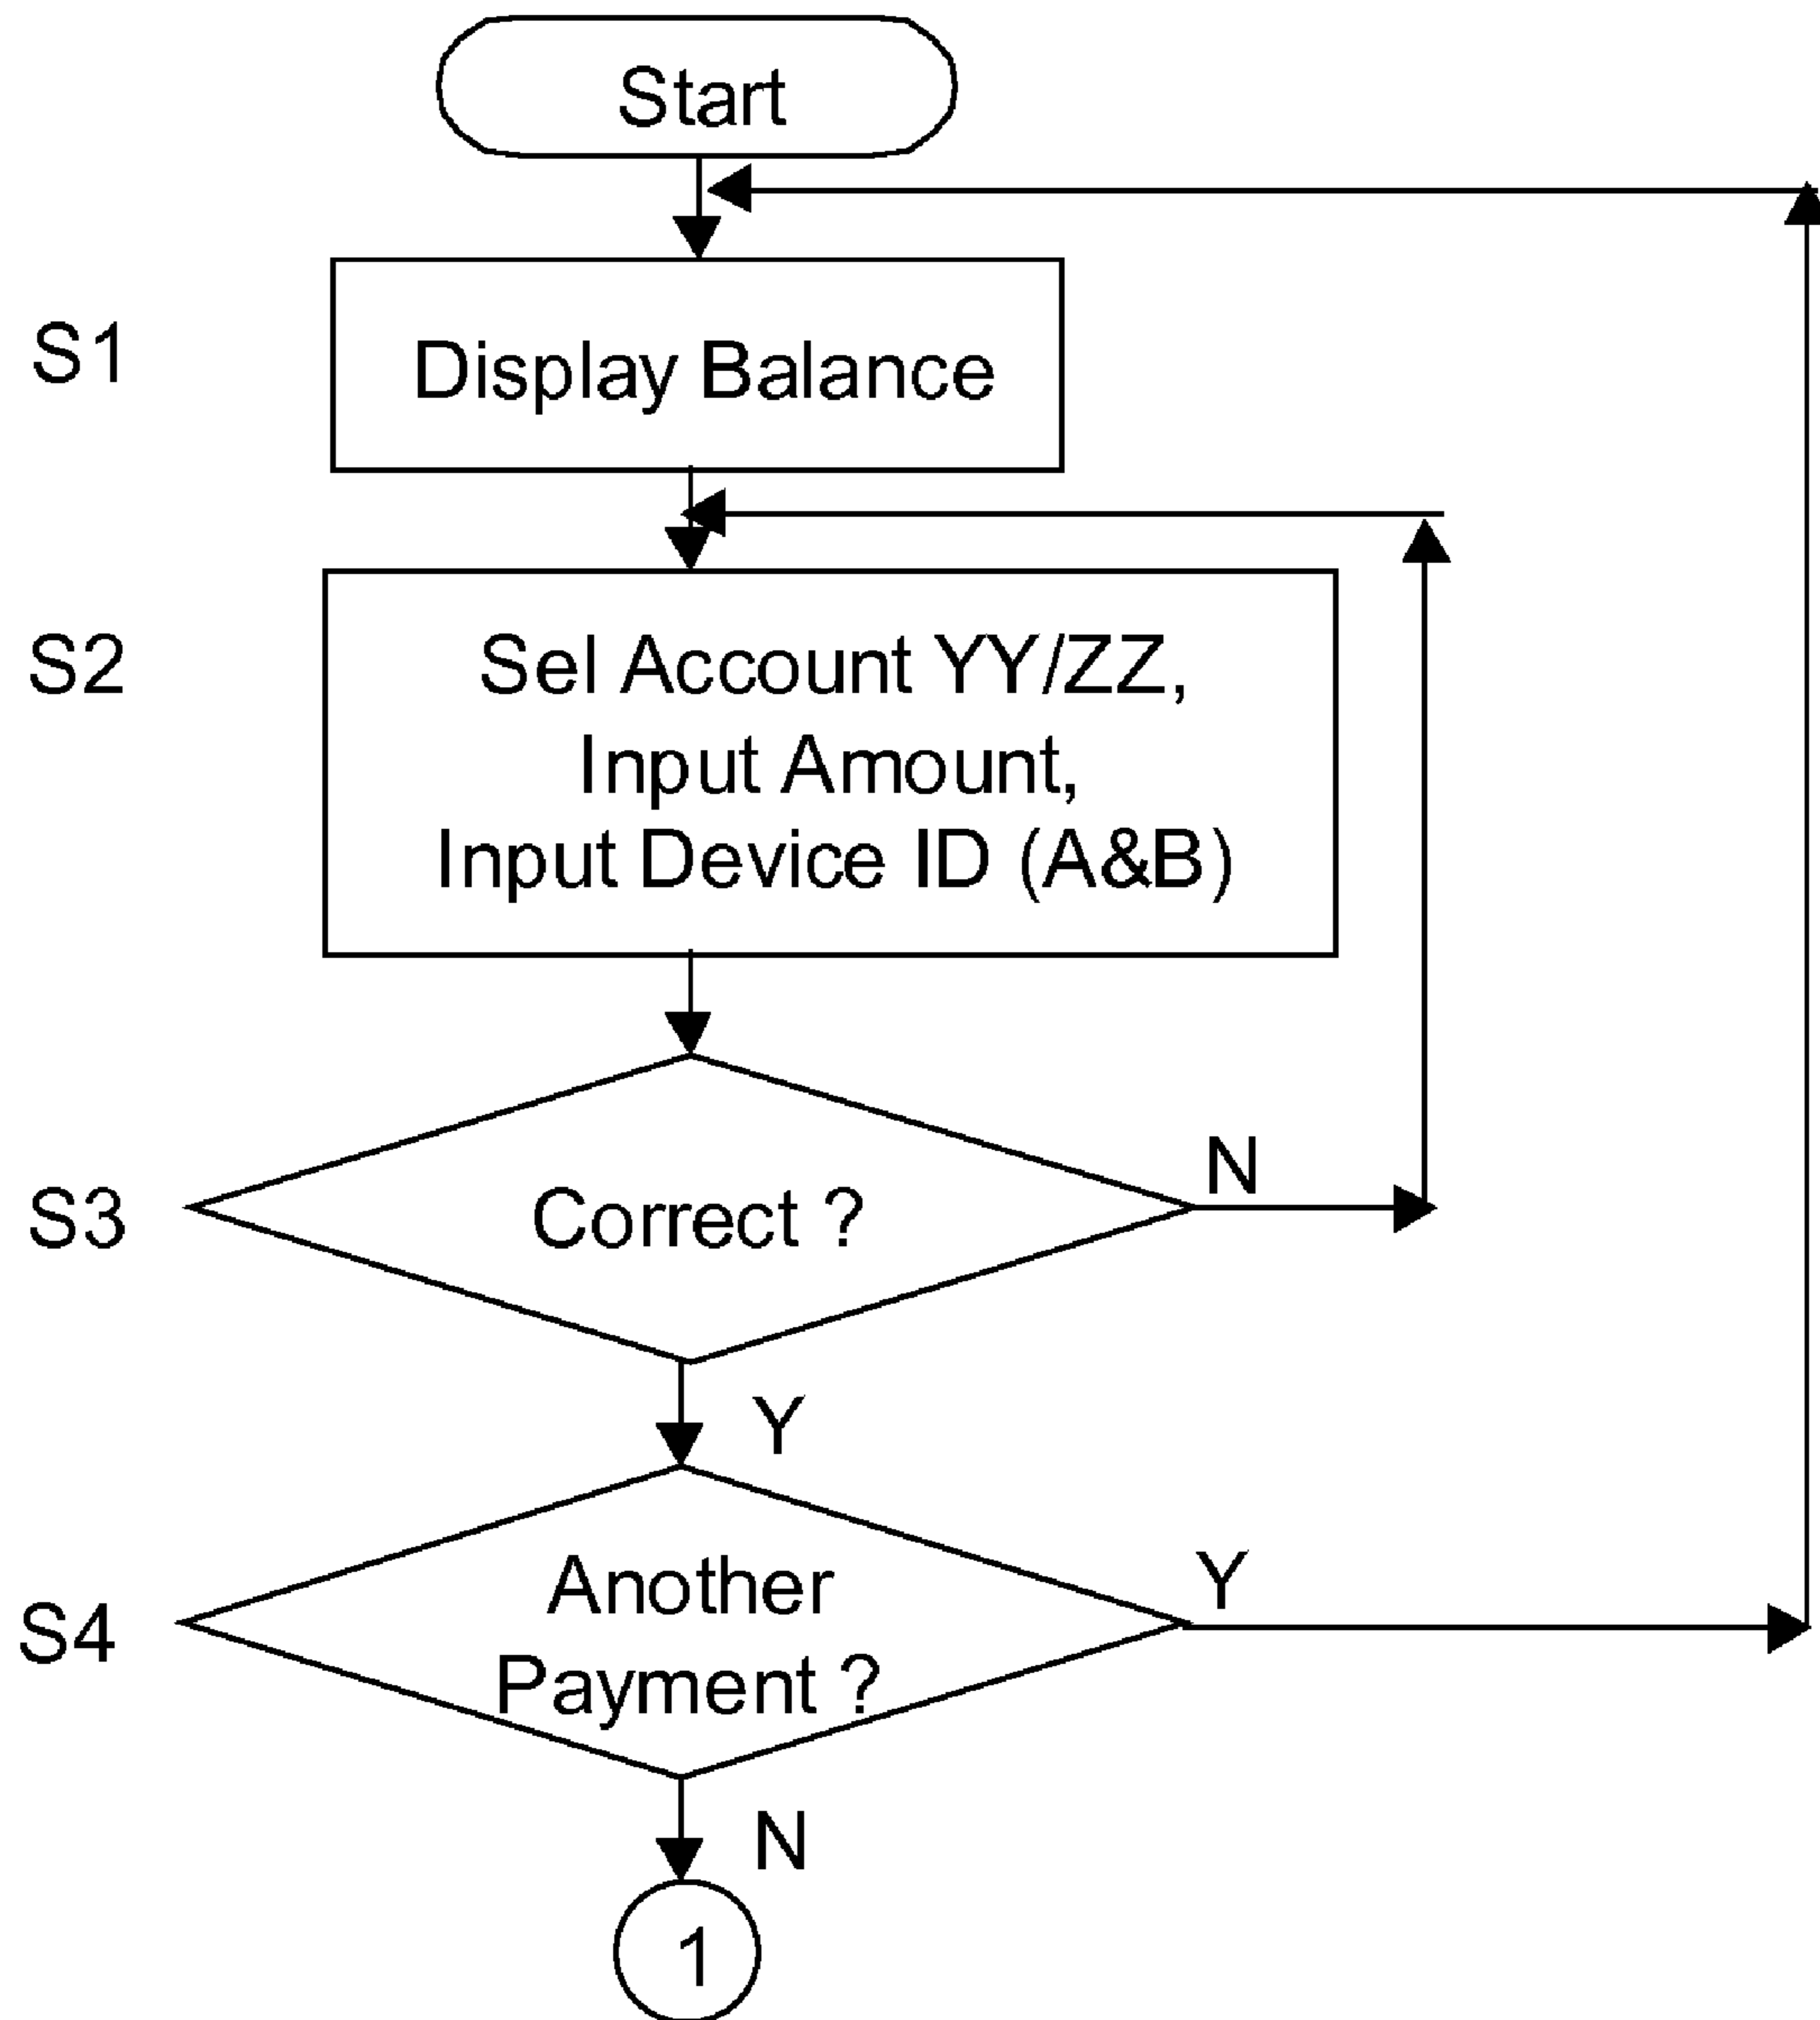 Start
S1
Display Balance
S2
Sel Account YY/ZZ,
Input Amount,
Input Device ID (A&B)
S3
Correct ?
N
Y
S4
Another
Payment ?
Y
N
1